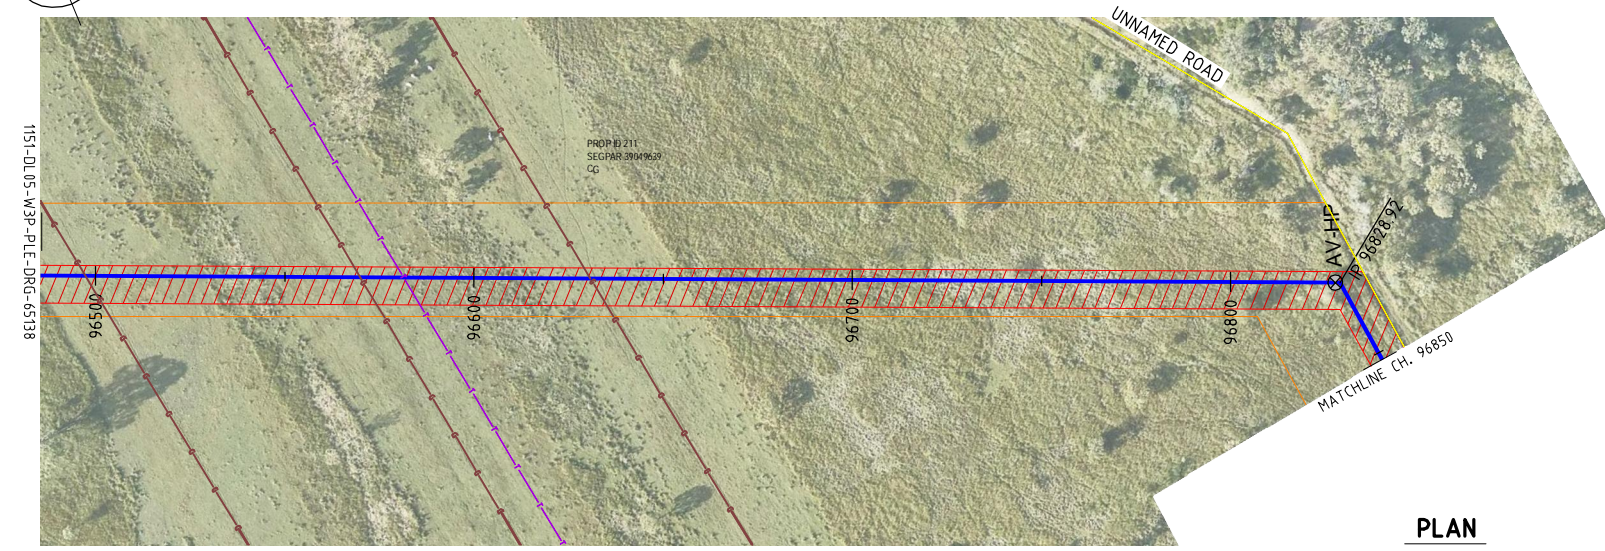 UNNAMED ROAD
1151-DL05-W3P-PLE-DRG-65138
PROP ID 211
SEGPAR 39049639
CG
AV-HP
IP 96828.92
96500
96600
96700
96800
MATCHLINE CH. 96850
PLAN